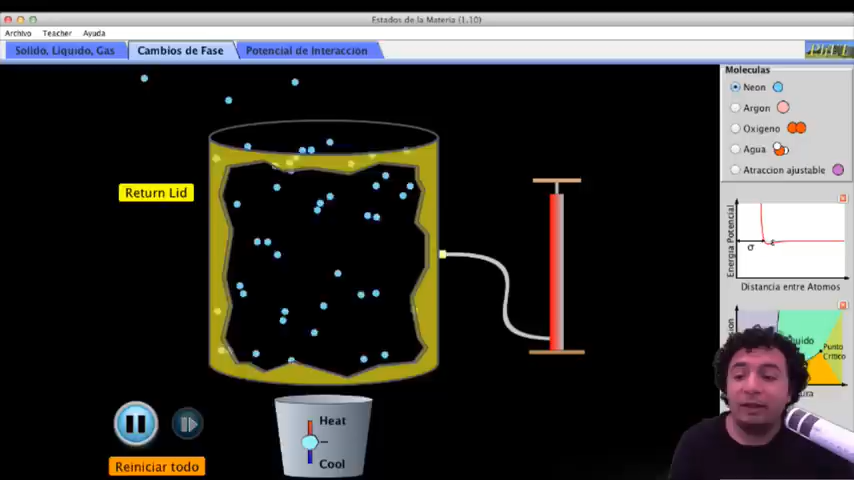 Estados de la Materia (1.10)
Archivo Teacher Ayuda
Solido, Liquido, Gas
Cambios de Fase
Potencial de Interaccion
PhET
Moleculas
Neon
Argon
Oxigeno
Agua
Atraccion ajustable
Return Lid
Energia Potencial
σ
ε
Distancia entre Atomos
Punto
Critico
Heat
Cool
Reiniciar todo